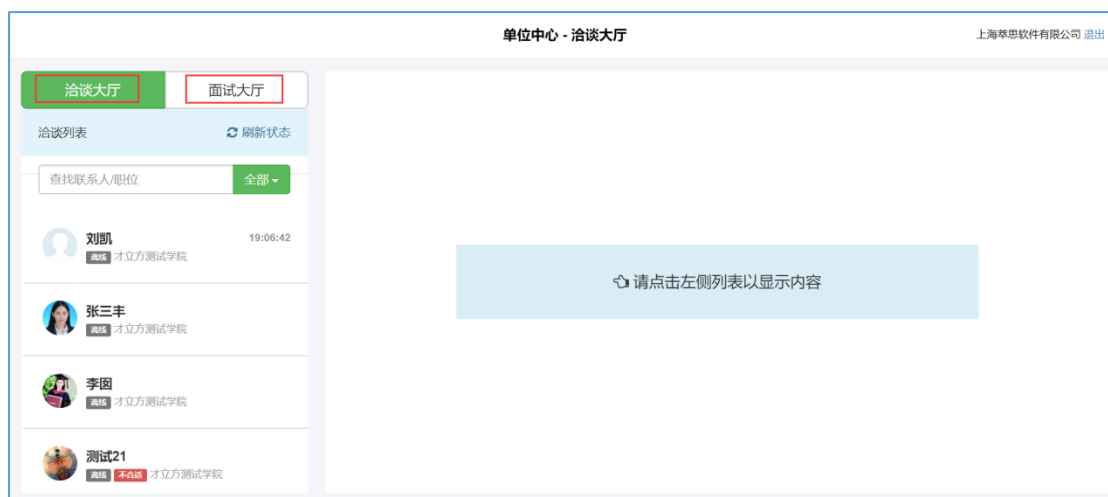 单位中心 - 洽谈大厅
上海萃思软件有限公司 退出
洽谈大厅 面试大厅
洽谈列表 刷新状态
查找联系人/职位 全部
刘凯 19:06:42
离线 才立方测试学院
张三丰
离线 才立方测试学院
李囡
离线 才立方测试学院
测试21
离线 不合适 才立方测试学院
请点击左侧列表以显示内容